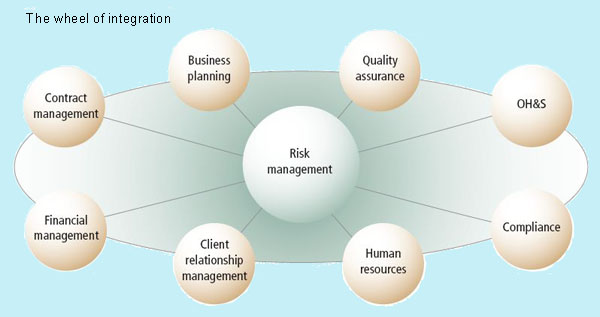 The wheel of integration
Business
planning
Quality
assurance
Contract
management
OH&S
Risk
management
Financial
management
Compliance
Client
relationship
management
Human
resources